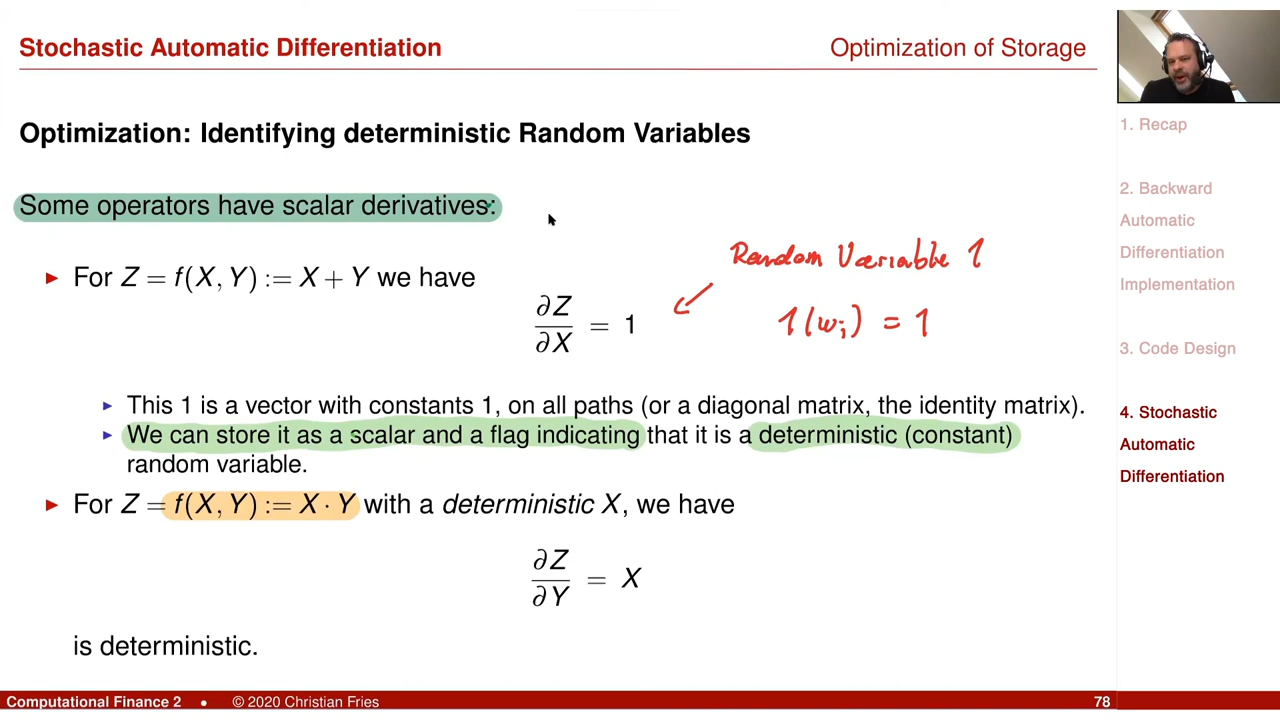 Stochastic Automatic Differentiation
Optimization of Storage
Optimization: Identifying deterministic Random Variables
Some operators have scalar derivatives:
► For Z = f(X, Y) := X + Y we have
∂Z/∂X = 1
Random Variable 1
1(ωi) = 1
► This 1 is a vector with constants 1, on all paths (or a diagonal matrix, the identity matrix).
► We can store it as a scalar and a flag indicating that it is a deterministic (constant)
random variable.
► For Z = f(X, Y) := X · Y with a deterministic X, we have
∂Z/∂Y = X
is deterministic.
Computational Finance 2 • © 2020 Christian Fries
78
1. Recap
2. Backward
Automatic
Differentiation
Implementation
3. Code Design
4. Stochastic
Automatic
Differentiation